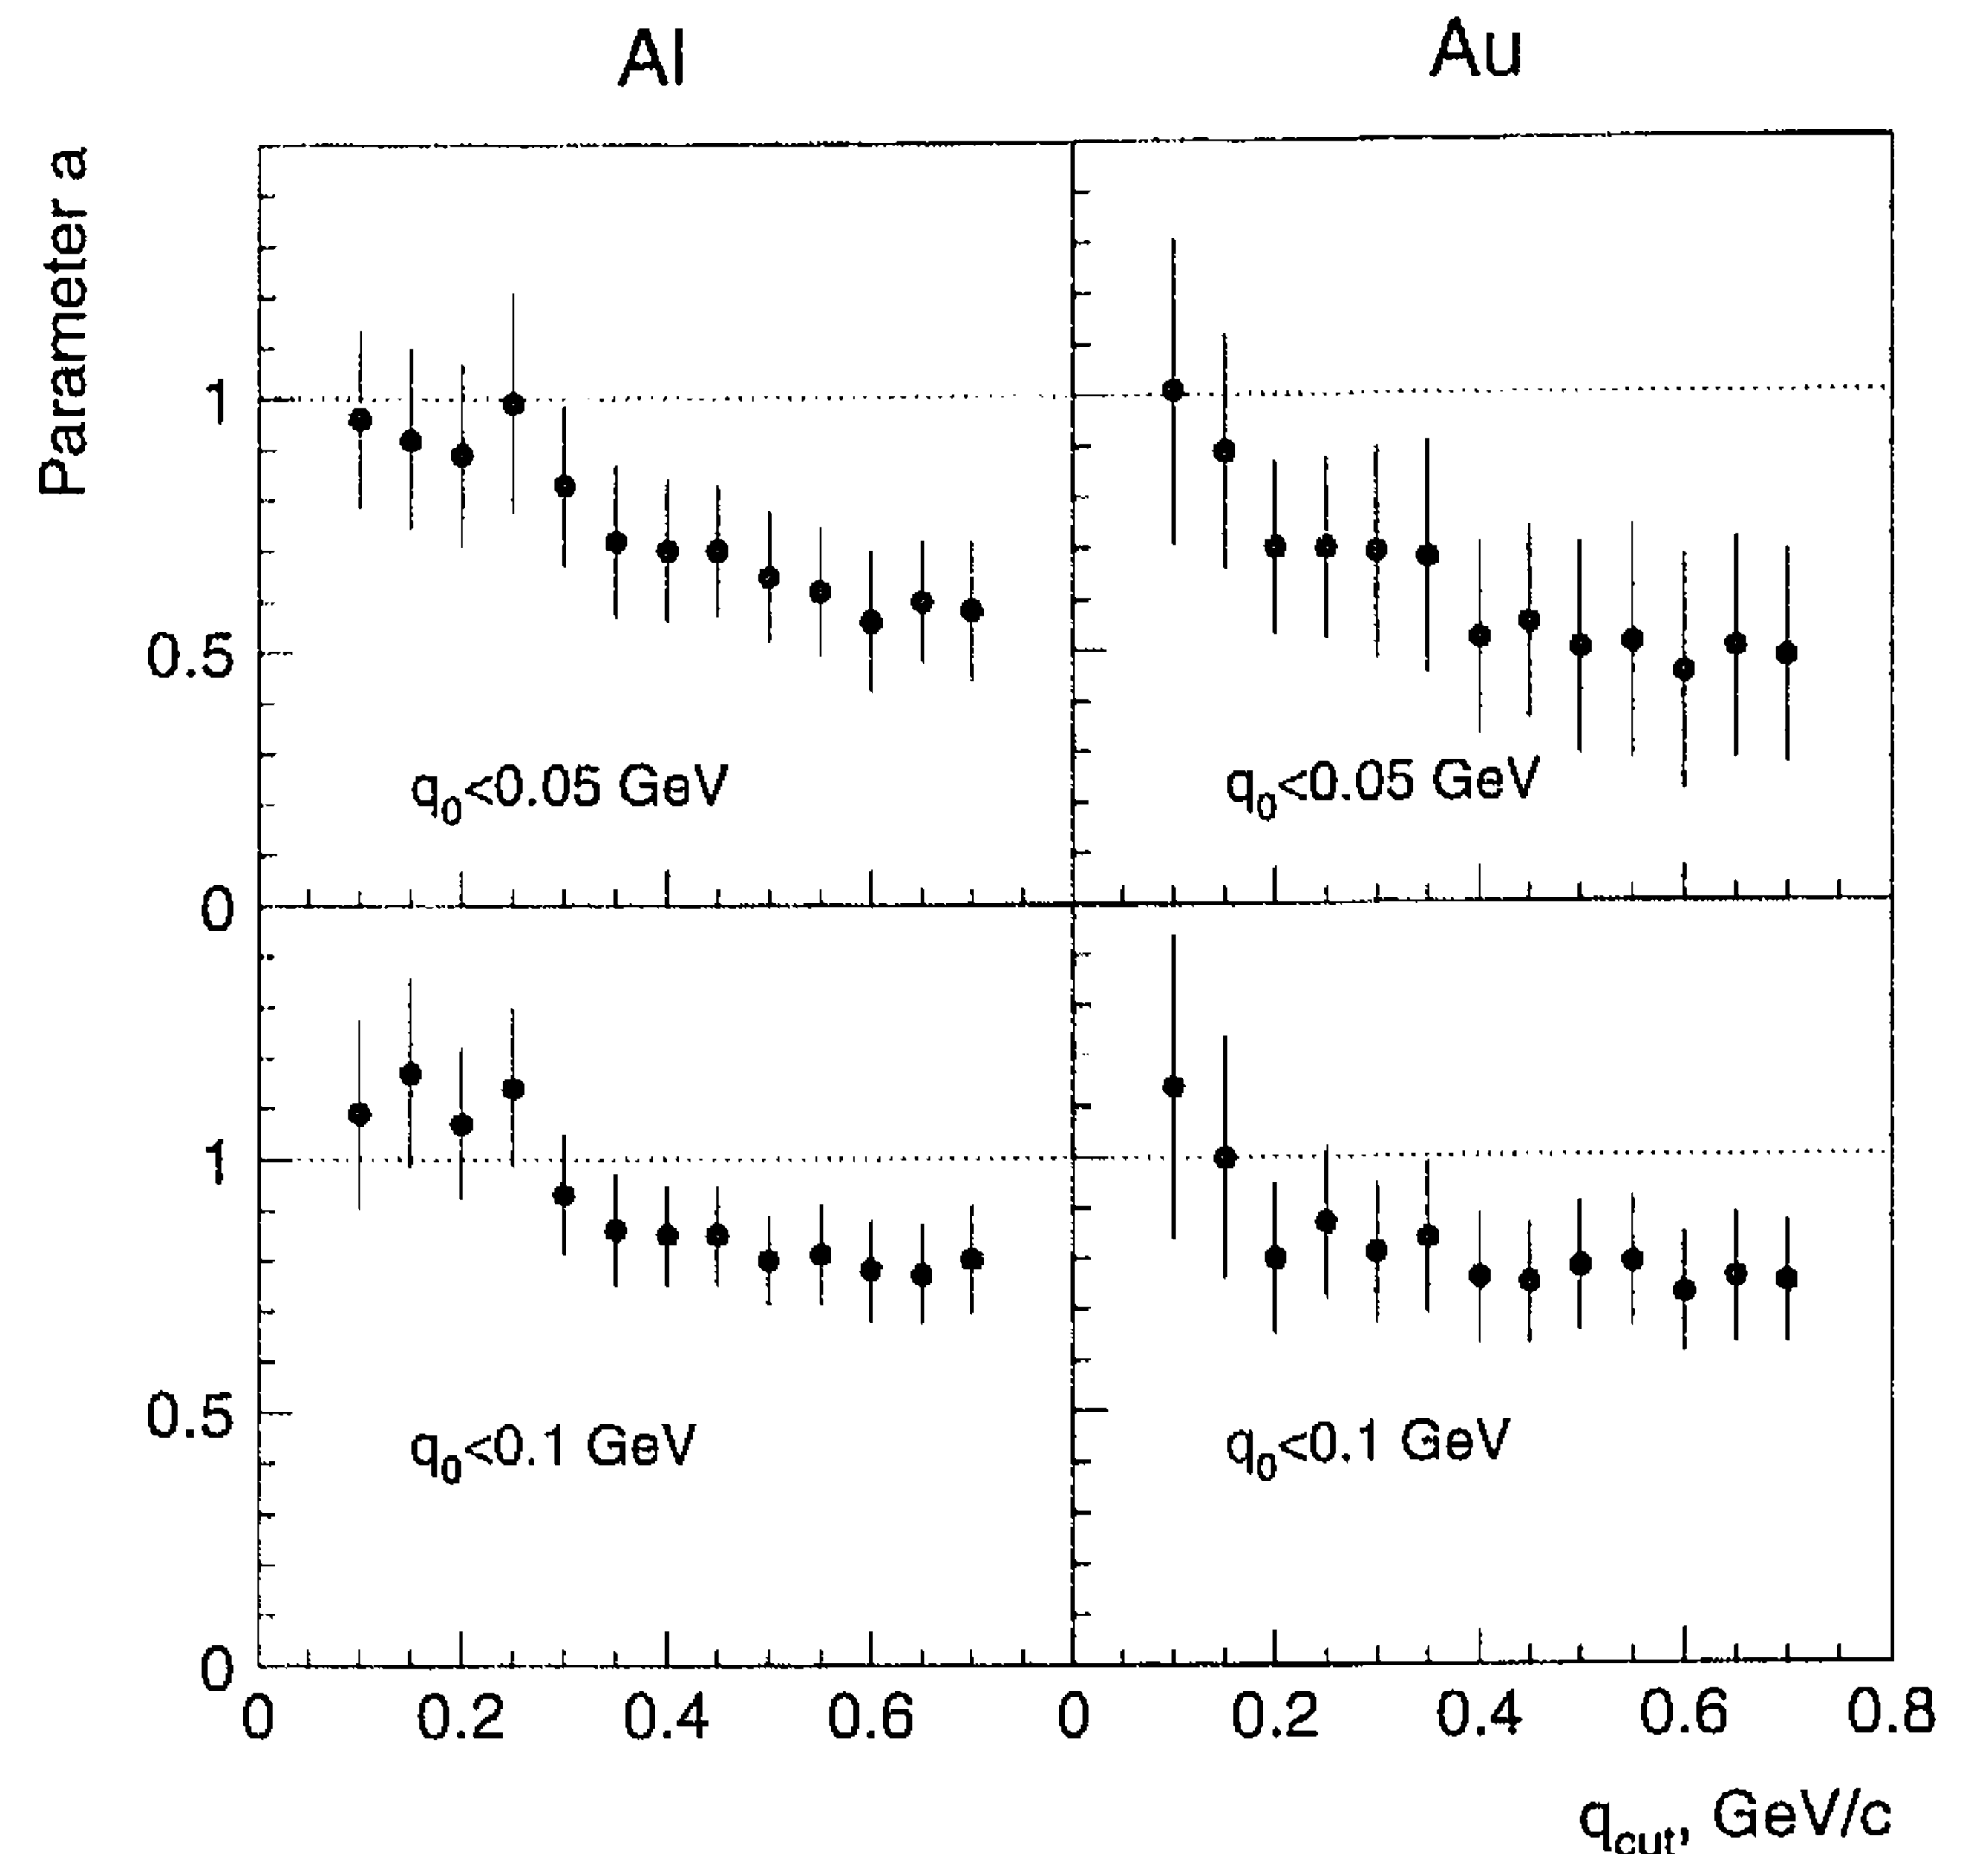 Al Au
Parameter a
1
0.5
0
q0<0.05 GeV q0<0.05 GeV
1
0.5
0
q0<0.1 GeV q0<0.1 GeV
0 0.2 0.4 0.6 0 0.2 0.4 0.6 0.8
qcut, GeV/c